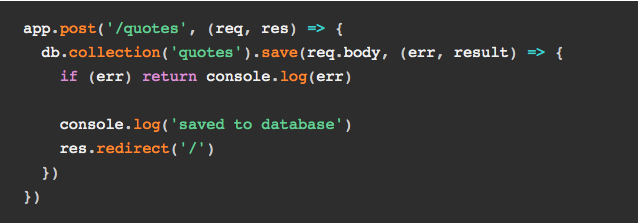 app.post('/quotes', (req, res) => {
  db.collection('quotes').save(req.body, (err, result) => {
    if (err) return console.log(err)

    console.log('saved to database')
    res.redirect('/')
  })
})